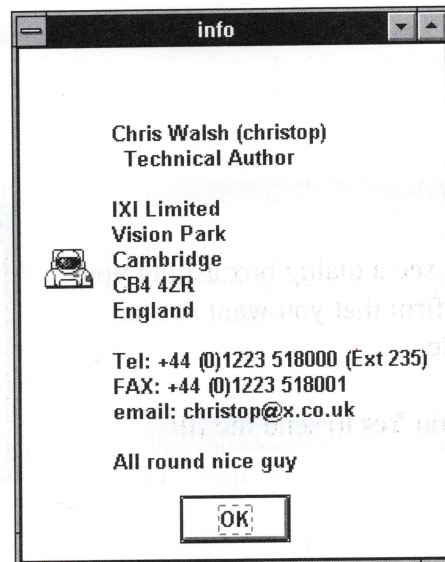 info
Chris Walsh (christop)
Technical Author
IXI Limited
Vision Park
Cambridge
CB4 4ZR
England
Tel: +44 (0)1223 518000 (Ext 235)
FAX: +44 (0)1223 518001
email: christop@x.co.uk
All round nice guy
OK